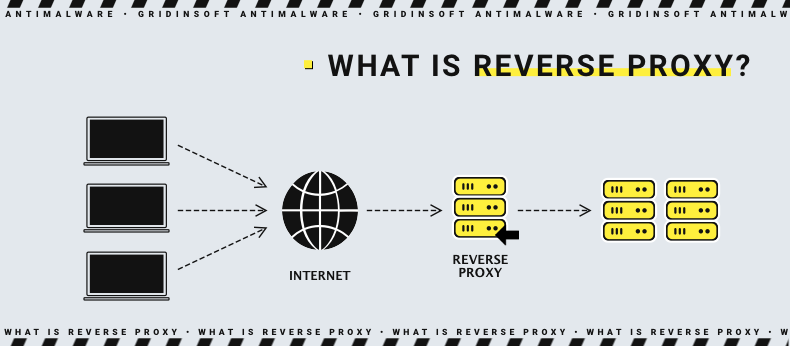 ANTIMALWARE • GRIDINSOFT ANTIMALWARE • GRIDINSOFT ANTIMALWARE • GRIDINSOFT ANTIMALW
WHAT IS REVERSE PROXY?
INTERNET
REVERSE
PROXY
WHAT IS REVERSE PROXY • WHAT IS REVERSE PROXY • WHAT IS REVERSE PROXY • WHAT IS REVERSE PROXY • W